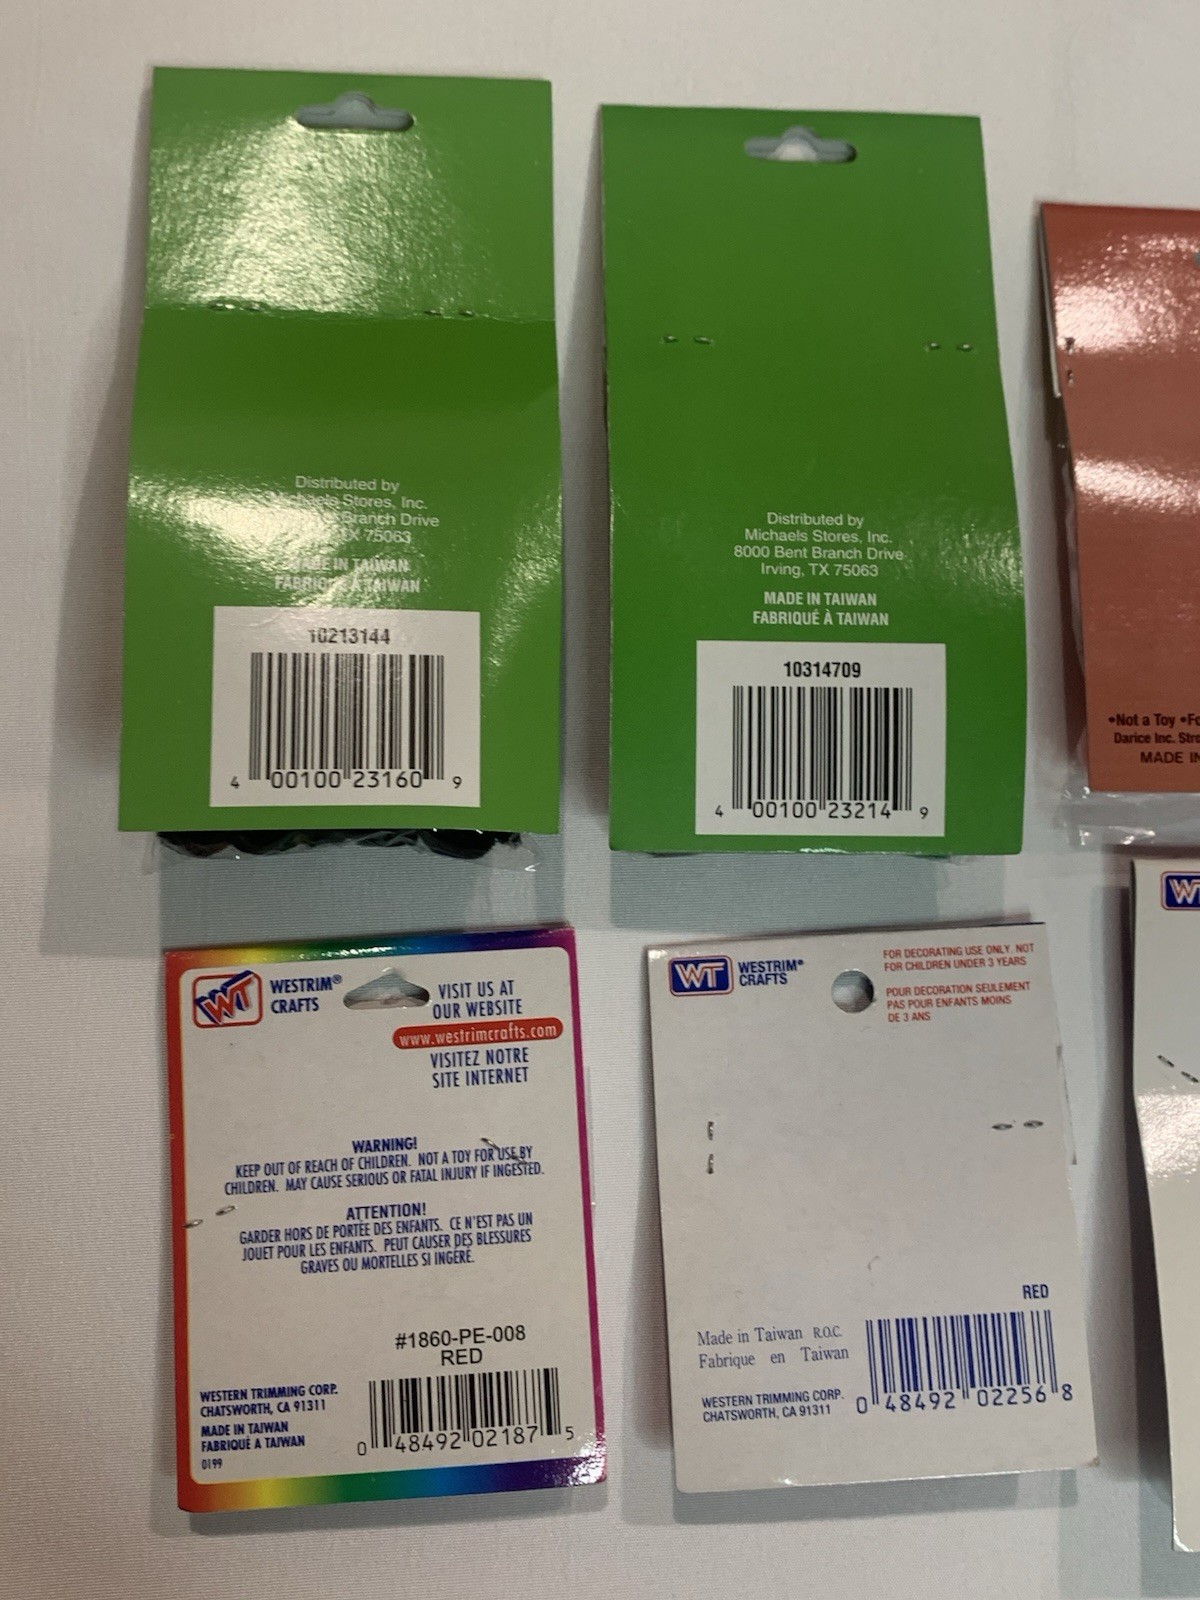 Distributed by
Michaels Stores, Inc.
Branch Drive
TX 75063
MADE IN TAIWAN
FABRIQUÉ À TAIWAN
10213144
4 00100 23160 9
Distributed by
Michaels Stores, Inc.
8000 Bent Branch Drive
Irving, TX 75063
MADE IN TAIWAN
FABRIQUÉ À TAIWAN
10314709
4 00100 23214 9
•Not a Toy
Darice Inc.
MADE IN
WT WESTRIM®
CRAFTS
VISIT US AT
OUR WEBSITE
www.westrimcrafts.com
VISITEZ NOTRE
SITE INTERNET
WARNING!
KEEP OUT OF REACH OF CHILDREN. NOT A TOY FOR USE BY
CHILDREN. MAY CAUSE SERIOUS OR FATAL INJURY IF INGESTED.
ATTENTION!
GARDER HORS DE PORTÉE DES ENFANTS. CE N'EST PAS UN
JOUET POUR LES ENFANTS. PEUT CAUSER DES BLESSURES
GRAVES OU MORTELLES SI INGÉRÉ.
#1860-PE-008
RED
WESTERN TRIMMING CORP.
CHATSWORTH, CA 91311
MADE IN TAIWAN
FABRIQUÉ A TAIWAN
0199
0 48492 02187 5
WT WESTRIM®
CRAFTS
FOR DECORATING USE ONLY. NOT
FOR CHILDREN UNDER 3 YEARS
POUR DECORATION SEULEMENT
PAS POUR ENFANTS MOINS
DE 3 ANS
RED
Made in Taiwan R.O.C.
Fabrique en Taiwan
WESTERN TRIMMING CORP.
CHATSWORTH, CA 91311
0 48492 02256 8
WT